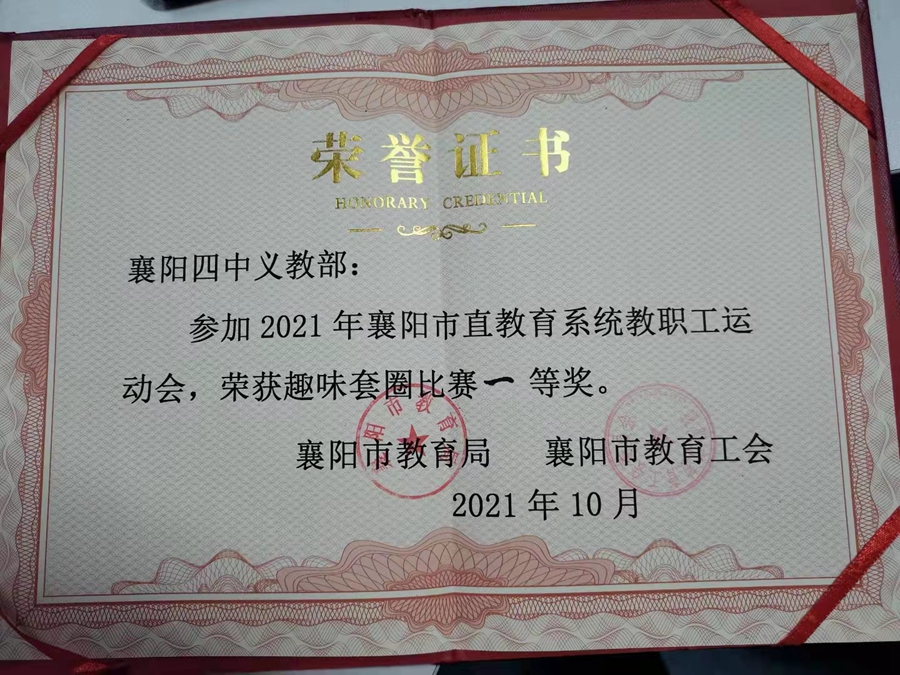 荣誉证书
HONORARY CREDENTIAL
襄阳四中义教部：
参加2021年襄阳市直教育系统教职工运
动会，荣获趣味套圈比赛一等奖。
襄阳市教育局 襄阳市教育工会
2021年10月